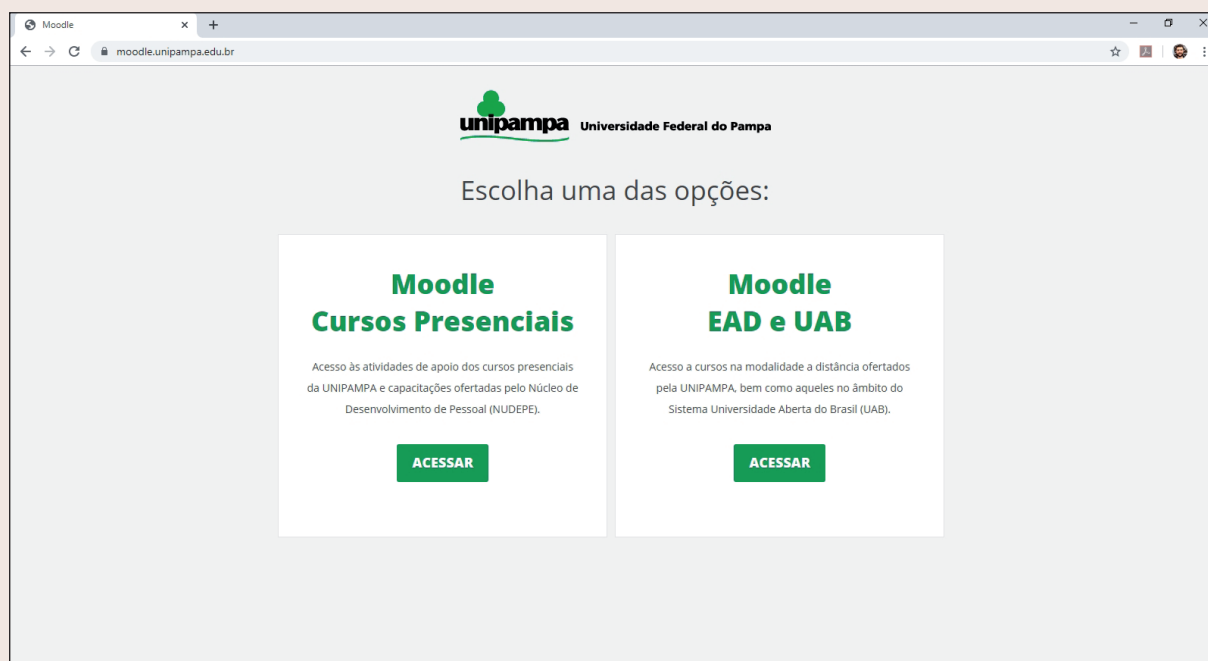 Moodle
moodle.unipampa.edu.br
unipampa Universidade Federal do Pampa
Escolha uma das opções:
Moodle
Cursos Presenciais
Acesso às atividades de apoio dos cursos presenciais
da UNIPAMPA e capacitações ofertadas pelo Núcleo de
Desenvolvimento de Pessoal (NUDEPE).
ACESSAR
Moodle
EAD e UAB
Acesso a cursos na modalidade a distância ofertados
pela UNIPAMPA, bem como aqueles no âmbito do
Sistema Universidade Aberta do Brasil (UAB).
ACESSAR